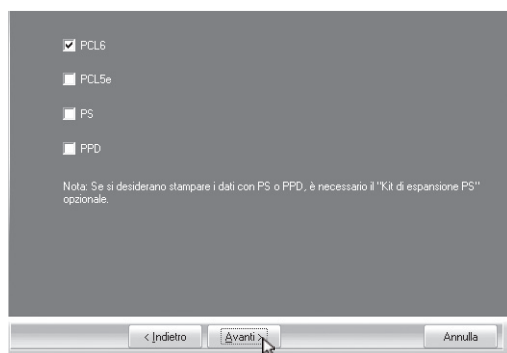 PCL6
PCL5e
PS
PPD
Nota: Se si desiderano stampare i dati con PS o PPD, è necessario il "Kit di espansione PS"
opzionale.
< Indietro
Avanti >
Annulla